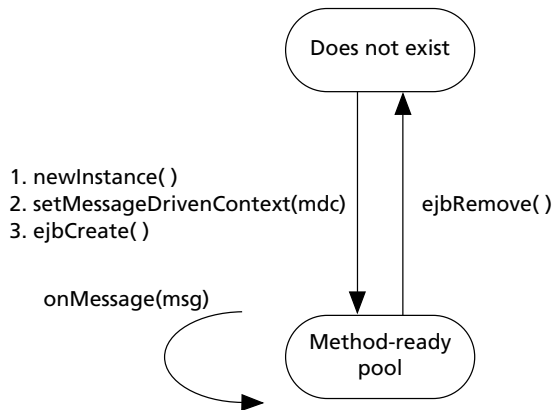 Does not exist
1. newInstance( )
2. setMessageDrivenContext(mdc)
3. ejbCreate( )
ejbRemove( )
onMessage(msg)
Method-ready
pool